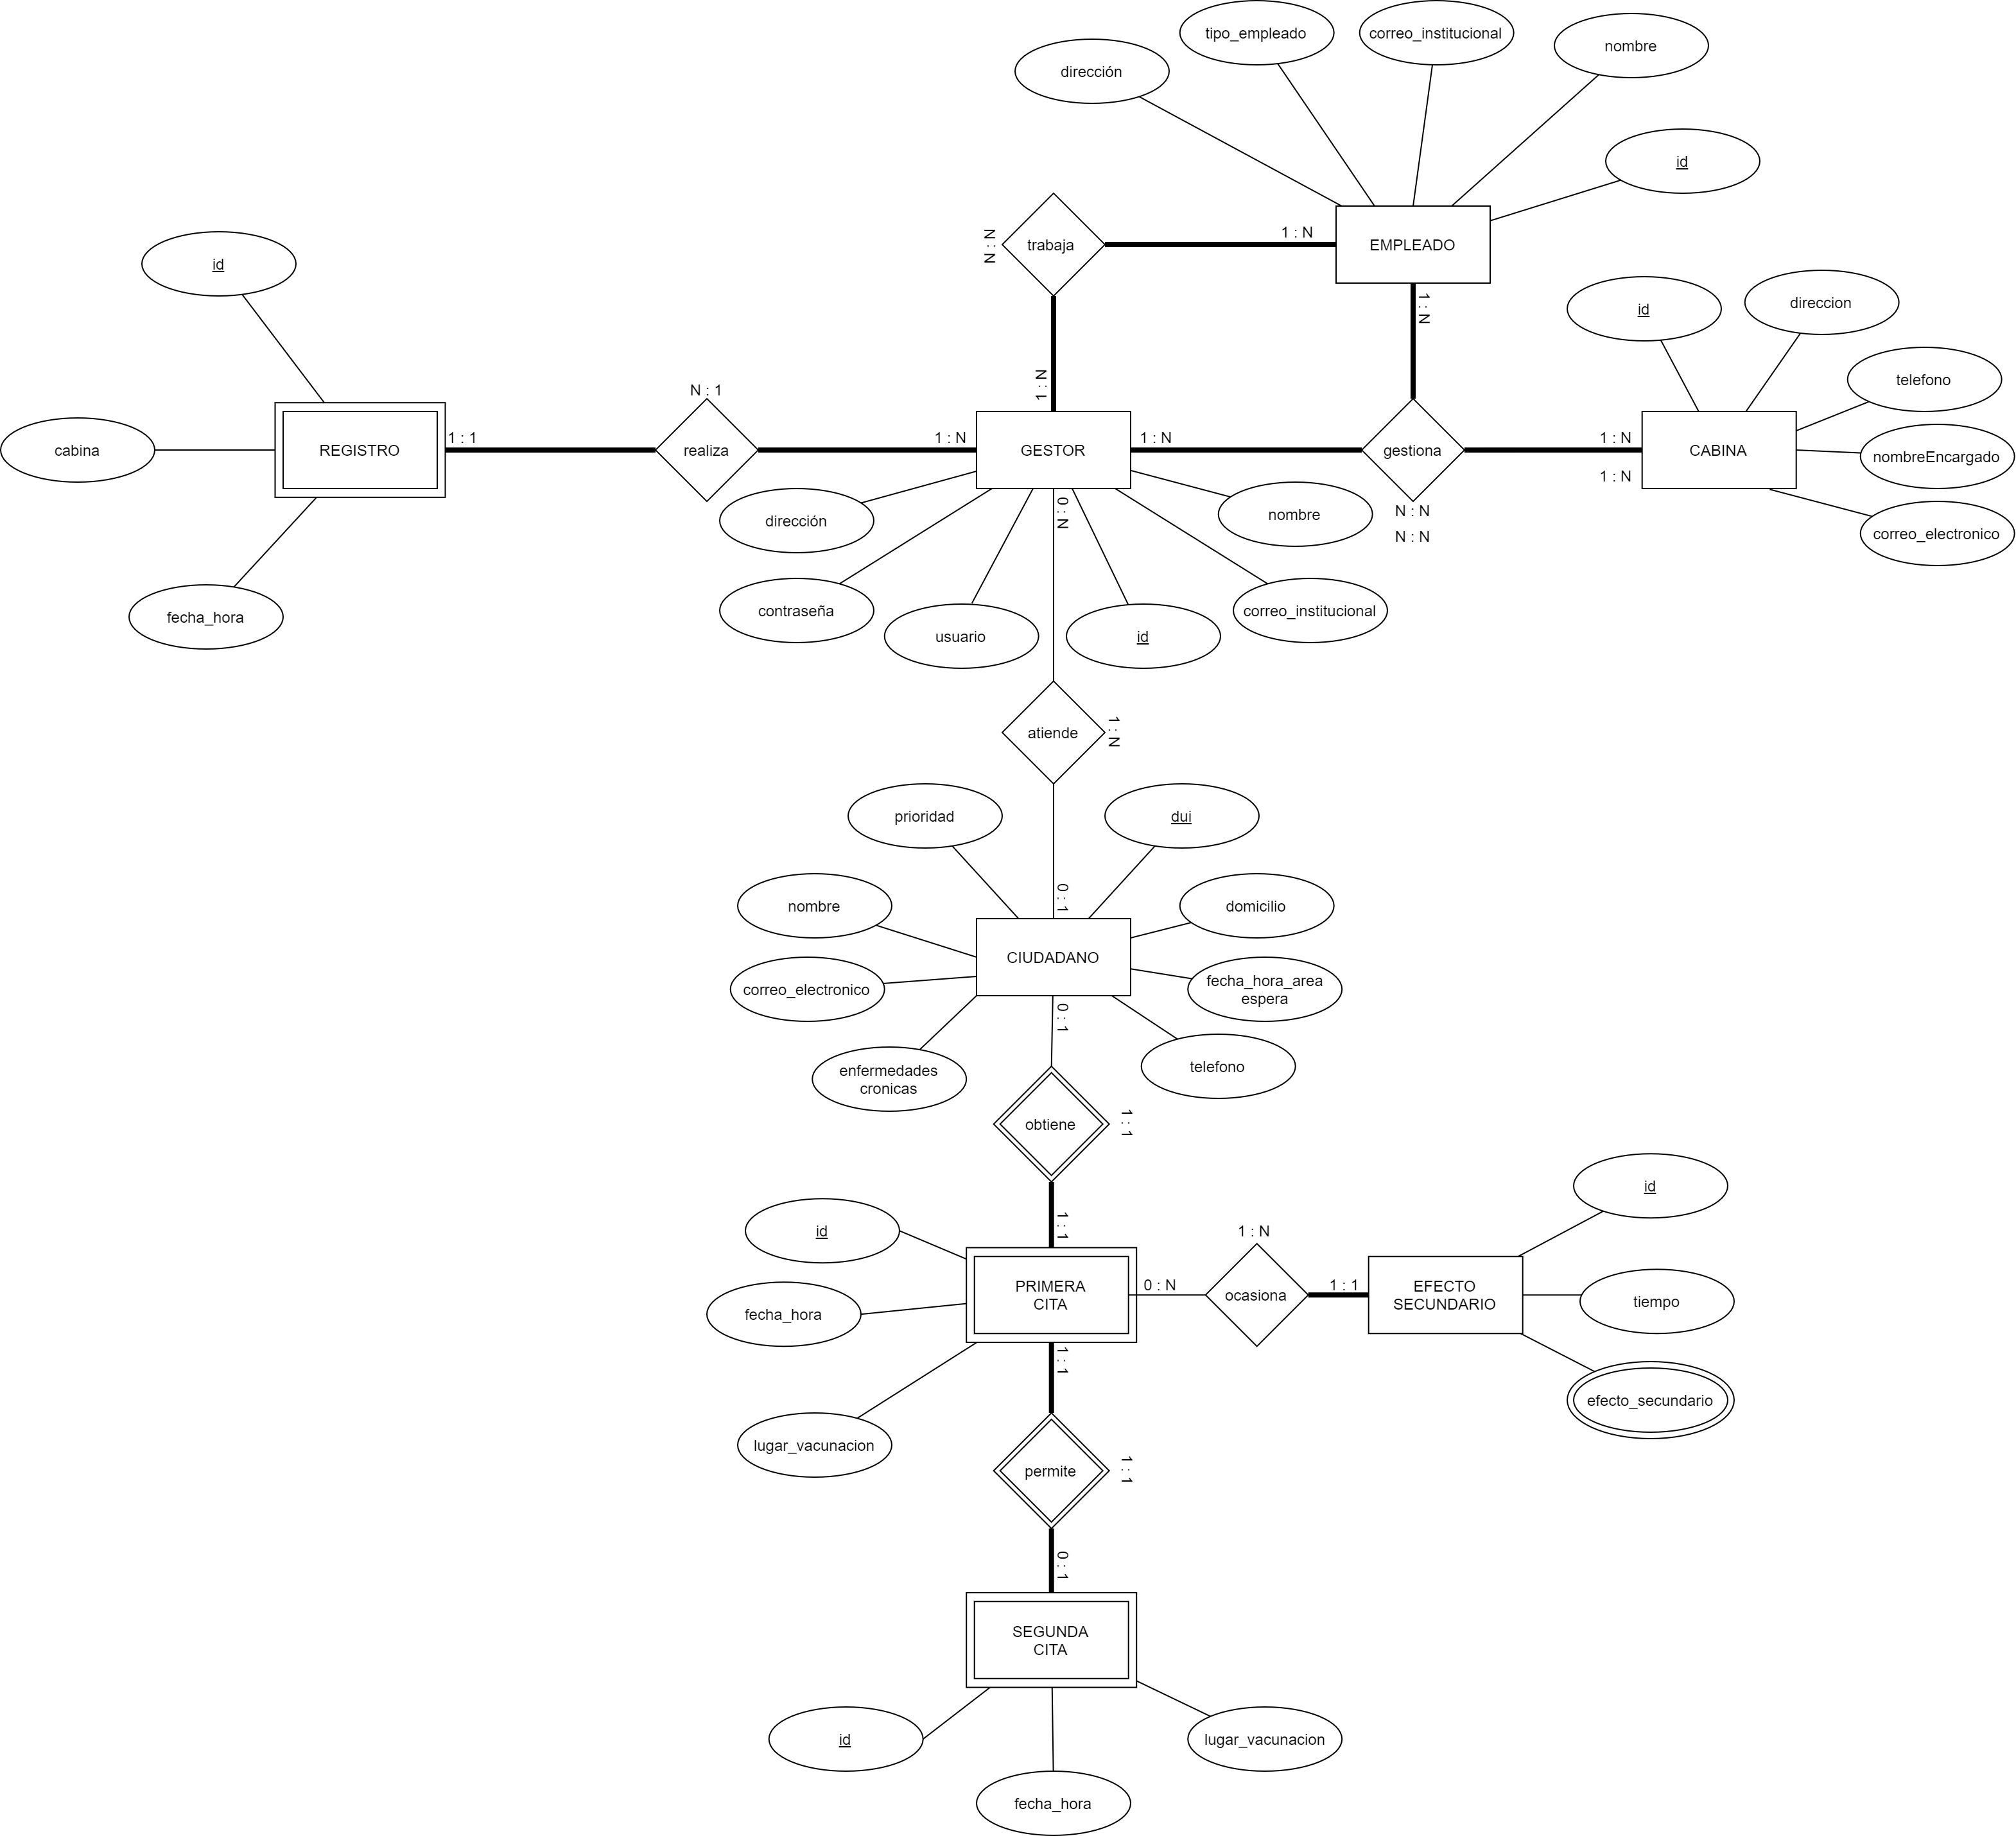 tipo_empleado
correo_institucional
nombre
dirección
id
EMPLEADO
1 : N
trabaja
N : N
1 : N
1 : N
id
id
direccion
telefono
nombreEncargado
correo_electronico
CABINA
1 : N
1 : N
gestiona
N : N
N : N
1 : N
GESTOR
1 : N
N : 1
realiza
1 : 1
REGISTRO
cabina
fecha_hora
dirección
contraseña
usuario
id
correo_institucional
nombre
0 : N
atiende
1 : N
0 : 1
prioridad
dui
nombre
domicilio
CIUDADANO
correo_electronico
fecha_hora_area
espera
enfermedades
cronicas
telefono
0 : 1
obtiene
1 : 1
1 : 1
id
fecha_hora
lugar_vacunacion
PRIMERA
CITA
0 : N
1 : N
ocasiona
1 : 1
EFECTO
SECUNDARIO
id
tiempo
efecto_secundario
1 : 1
permite
1 : 1
0 : 1
SEGUNDA
CITA
id
lugar_vacunacion
fecha_hora